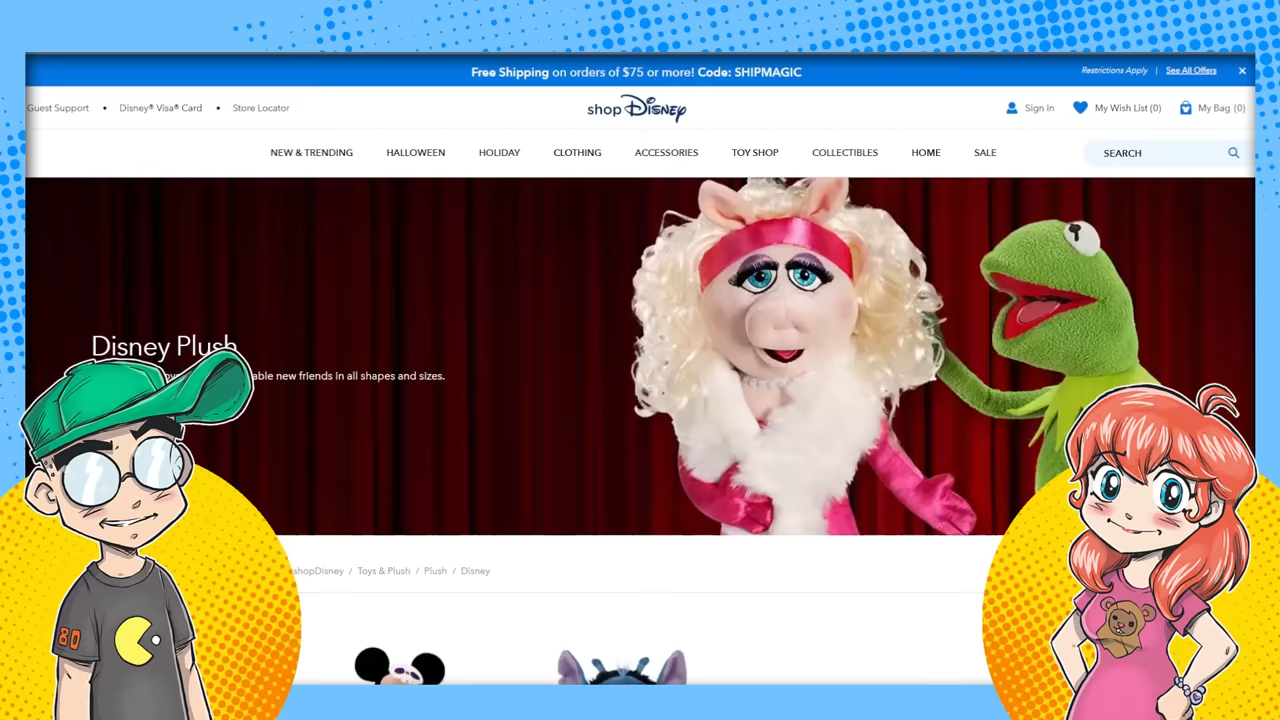 Free Shipping on orders of $75 or more! Code: SHIPMAGIC
Restrictions Apply | See All Offers
Guest Support • Disney® Visa® Card • Store Locator
shop Disney
Sign In
My Wish List (0)
My Bag (0)
NEW & TRENDING HALLOWEEN HOLIDAY CLOTHING ACCESSORIES TOY SHOP COLLECTIBLES HOME SALE
SEARCH
Disney Plush
new friends in all shapes and sizes.
shopDisney / Toys & Plush / Plush / Disney
80